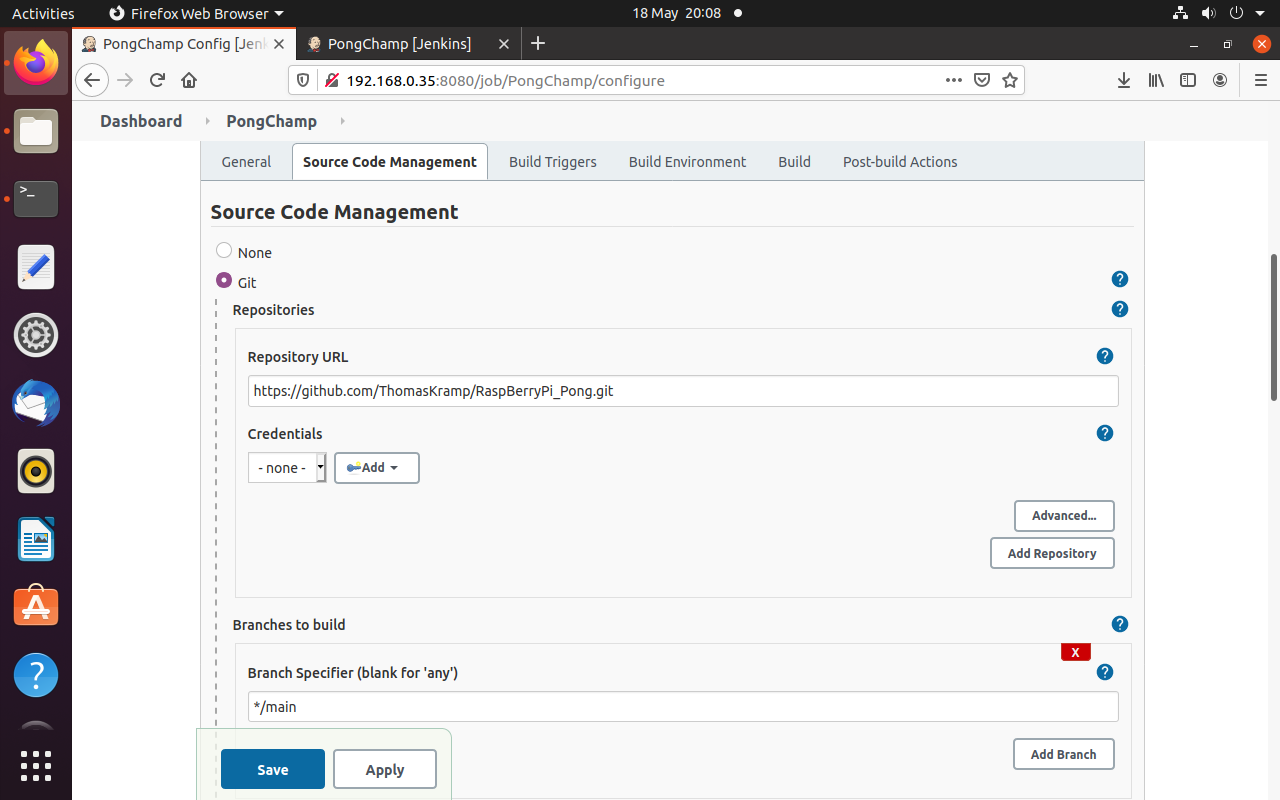 Activities Firefox Web Browser 18 May 20:08
PongChamp Config [Jenk PongChamp [Jenkins]
192.168.0.35:8080/job/PongChamp/configure
Dashboard PongChamp
General Source Code Management Build Triggers Build Environment Build Post-build Actions
Source Code Management
None
Git
?
Repositories ?
Repository URL ?
https://github.com/ThomasKramp/RaspBerryPi_Pong.git
Credentials ?
- none - Add
Advanced...
Add Repository
Branches to build ?
X
Branch Specifier (blank for 'any') ?
*/main
Add Branch
Save Apply